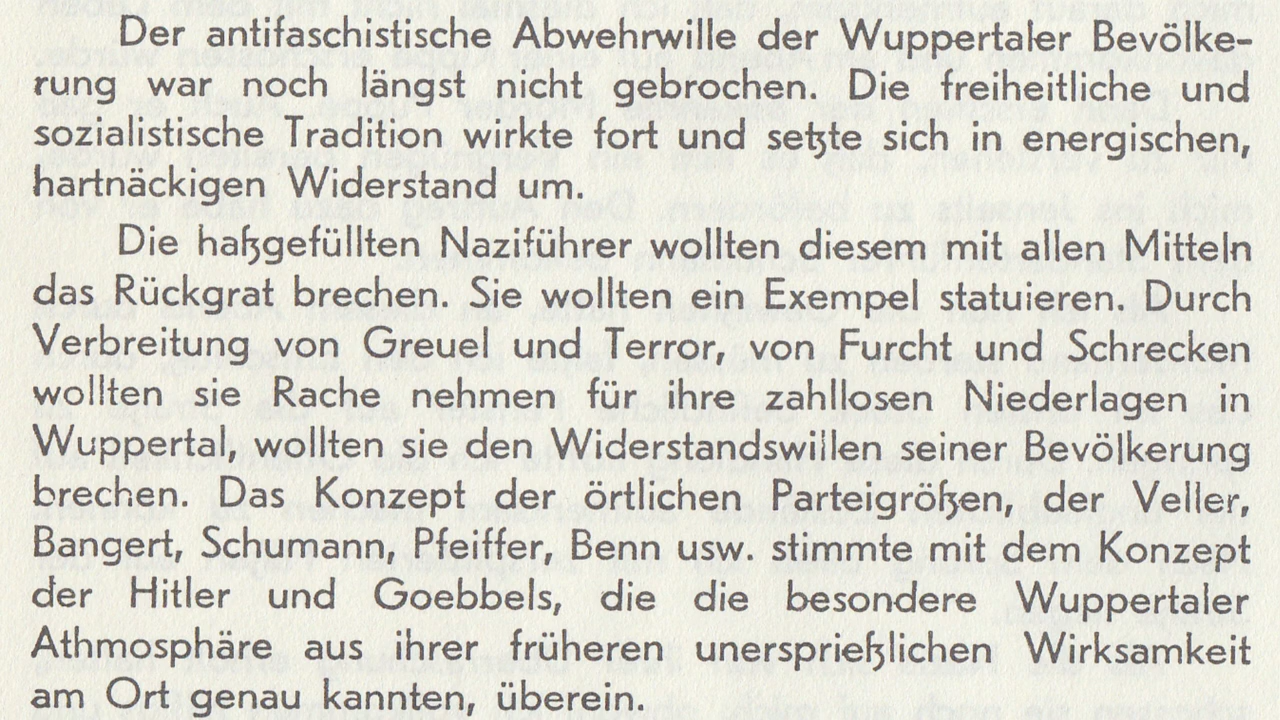 Der antifaschistische Abwehrwille der Wuppertaler Bevölke-
rung war noch längst nicht gebrochen. Die freiheitliche und
sozialistische Tradition wirkte fort und setzte sich in energischen,
hartnäckigen Widerstand um.
Die haßgefüllten Naziführer wollten diesem mit allen Mitteln
das Rückgrat brechen. Sie wollten ein Exempel statuieren. Durch
Verbreitung von Greuel und Terror, von Furcht und Schrecken
wollten sie Rache nehmen für ihre zahllosen Niederlagen in
Wuppertal, wollten sie den Widerstandswillen seiner Bevölkerung
brechen. Das Konzept der örtlichen Parteigrößen, der Veller,
Bangert, Schumann, Pfeiffer, Benn usw. stimmte mit dem Konzept
der Hitler und Goebbels, die die besondere Wuppertaler
Athmosphäre aus ihrer früheren unersprießlichen Wirksamkeit
am Ort genau kannten, überein.